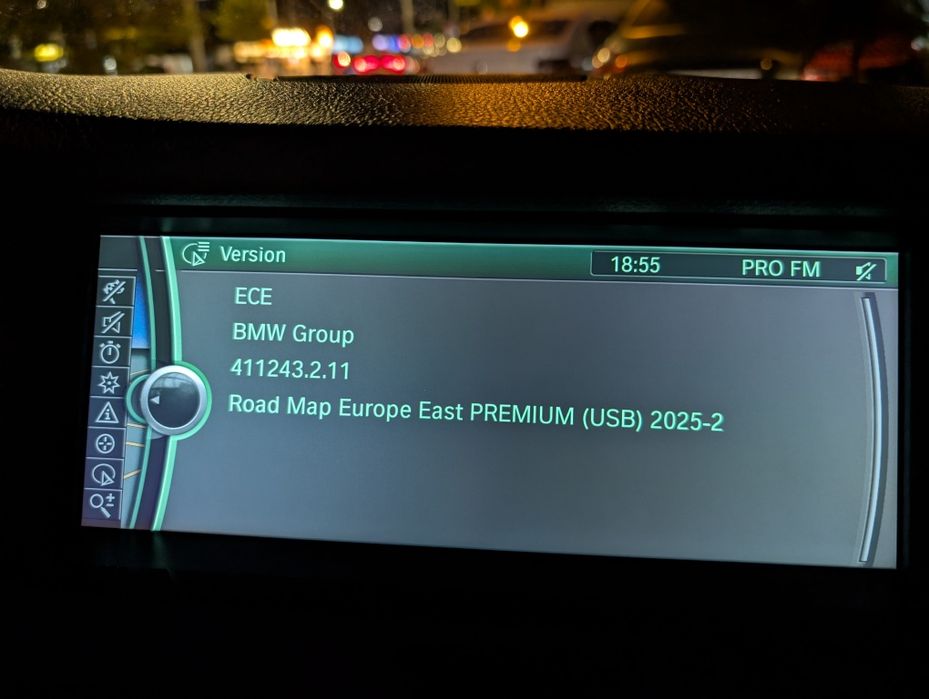 Version
18:55
PRO FM
ECE
BMW Group
411243.2.11
Road Map Europe East PREMIUM (USB) 2025-2